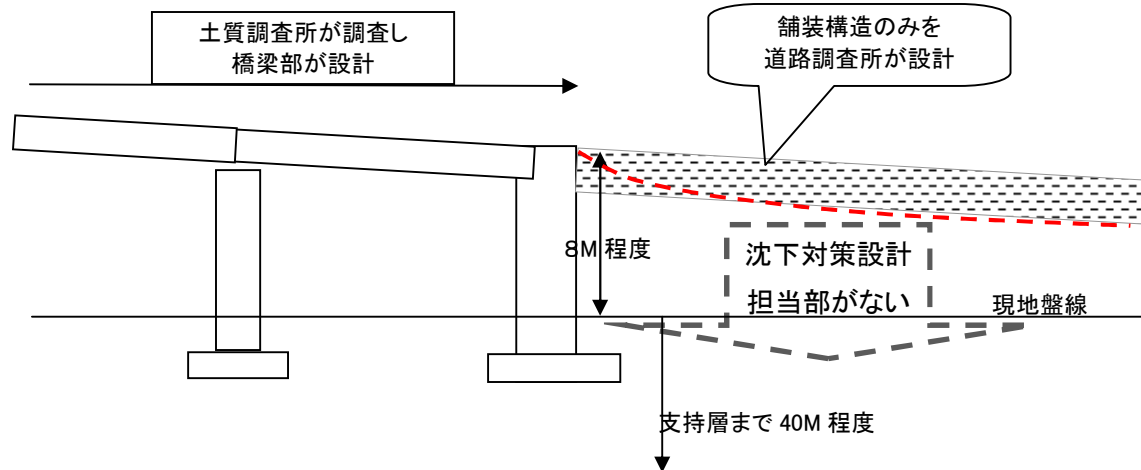 土質調査所が調査し
橋梁部が設計
舗装構造のみを
道路調査所が設計
8M 程度
沈下対策設計
担当部がない
現地盤線
支持層まで 40M 程度